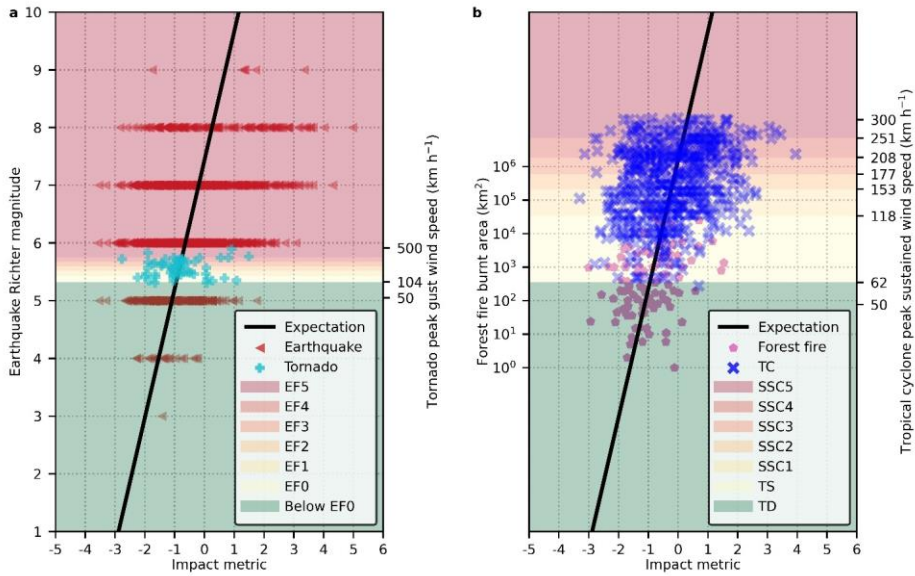 a
Earthquake Richter magnitude
10
9
8
7
6
5
4
3
2
1
-5 -4 -3 -2 -1 0 1 2 3 4 5 6
Impact metric
500
104
50
Tornado peak gust wind speed (km h⁻¹)
Expectation
Earthquake
Tornado
EF5
EF4
EF3
EF2
EF1
EF0
Below EF0
b
Forest fire burnt area (km²)
10⁶
10⁵
10⁴
10³
10²
10¹
10⁰
-5 -4 -3 -2 -1 0 1 2 3 4 5 6
Impact metric
300
251
208
177
153
118
62
50
Tropical cyclone peak sustained wind speed (km h⁻¹)
Expectation
Forest fire
TC
SSC5
SSC4
SSC3
SSC2
SSC1
TS
TD